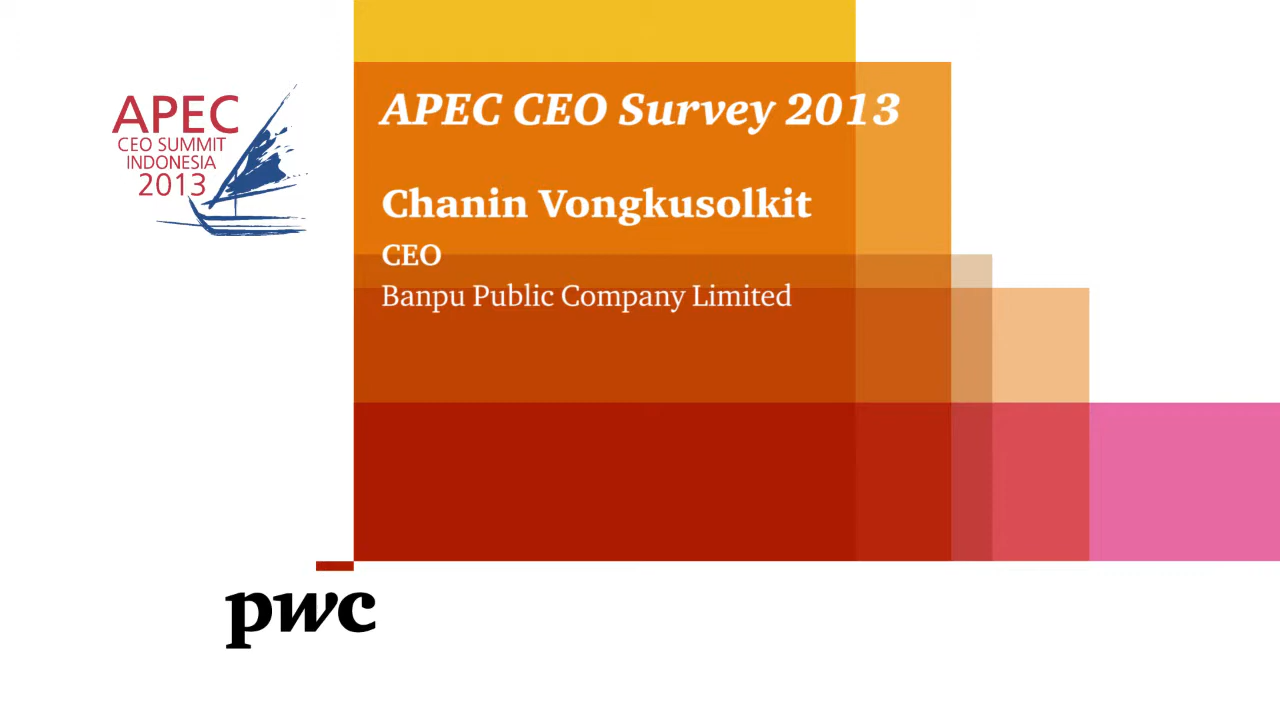 APEC
CEO SUMMIT
INDONESIA
2013
APEC CEO Survey 2013
Chanin Vongkusolkit
CEO
Banpu Public Company Limited
pwc